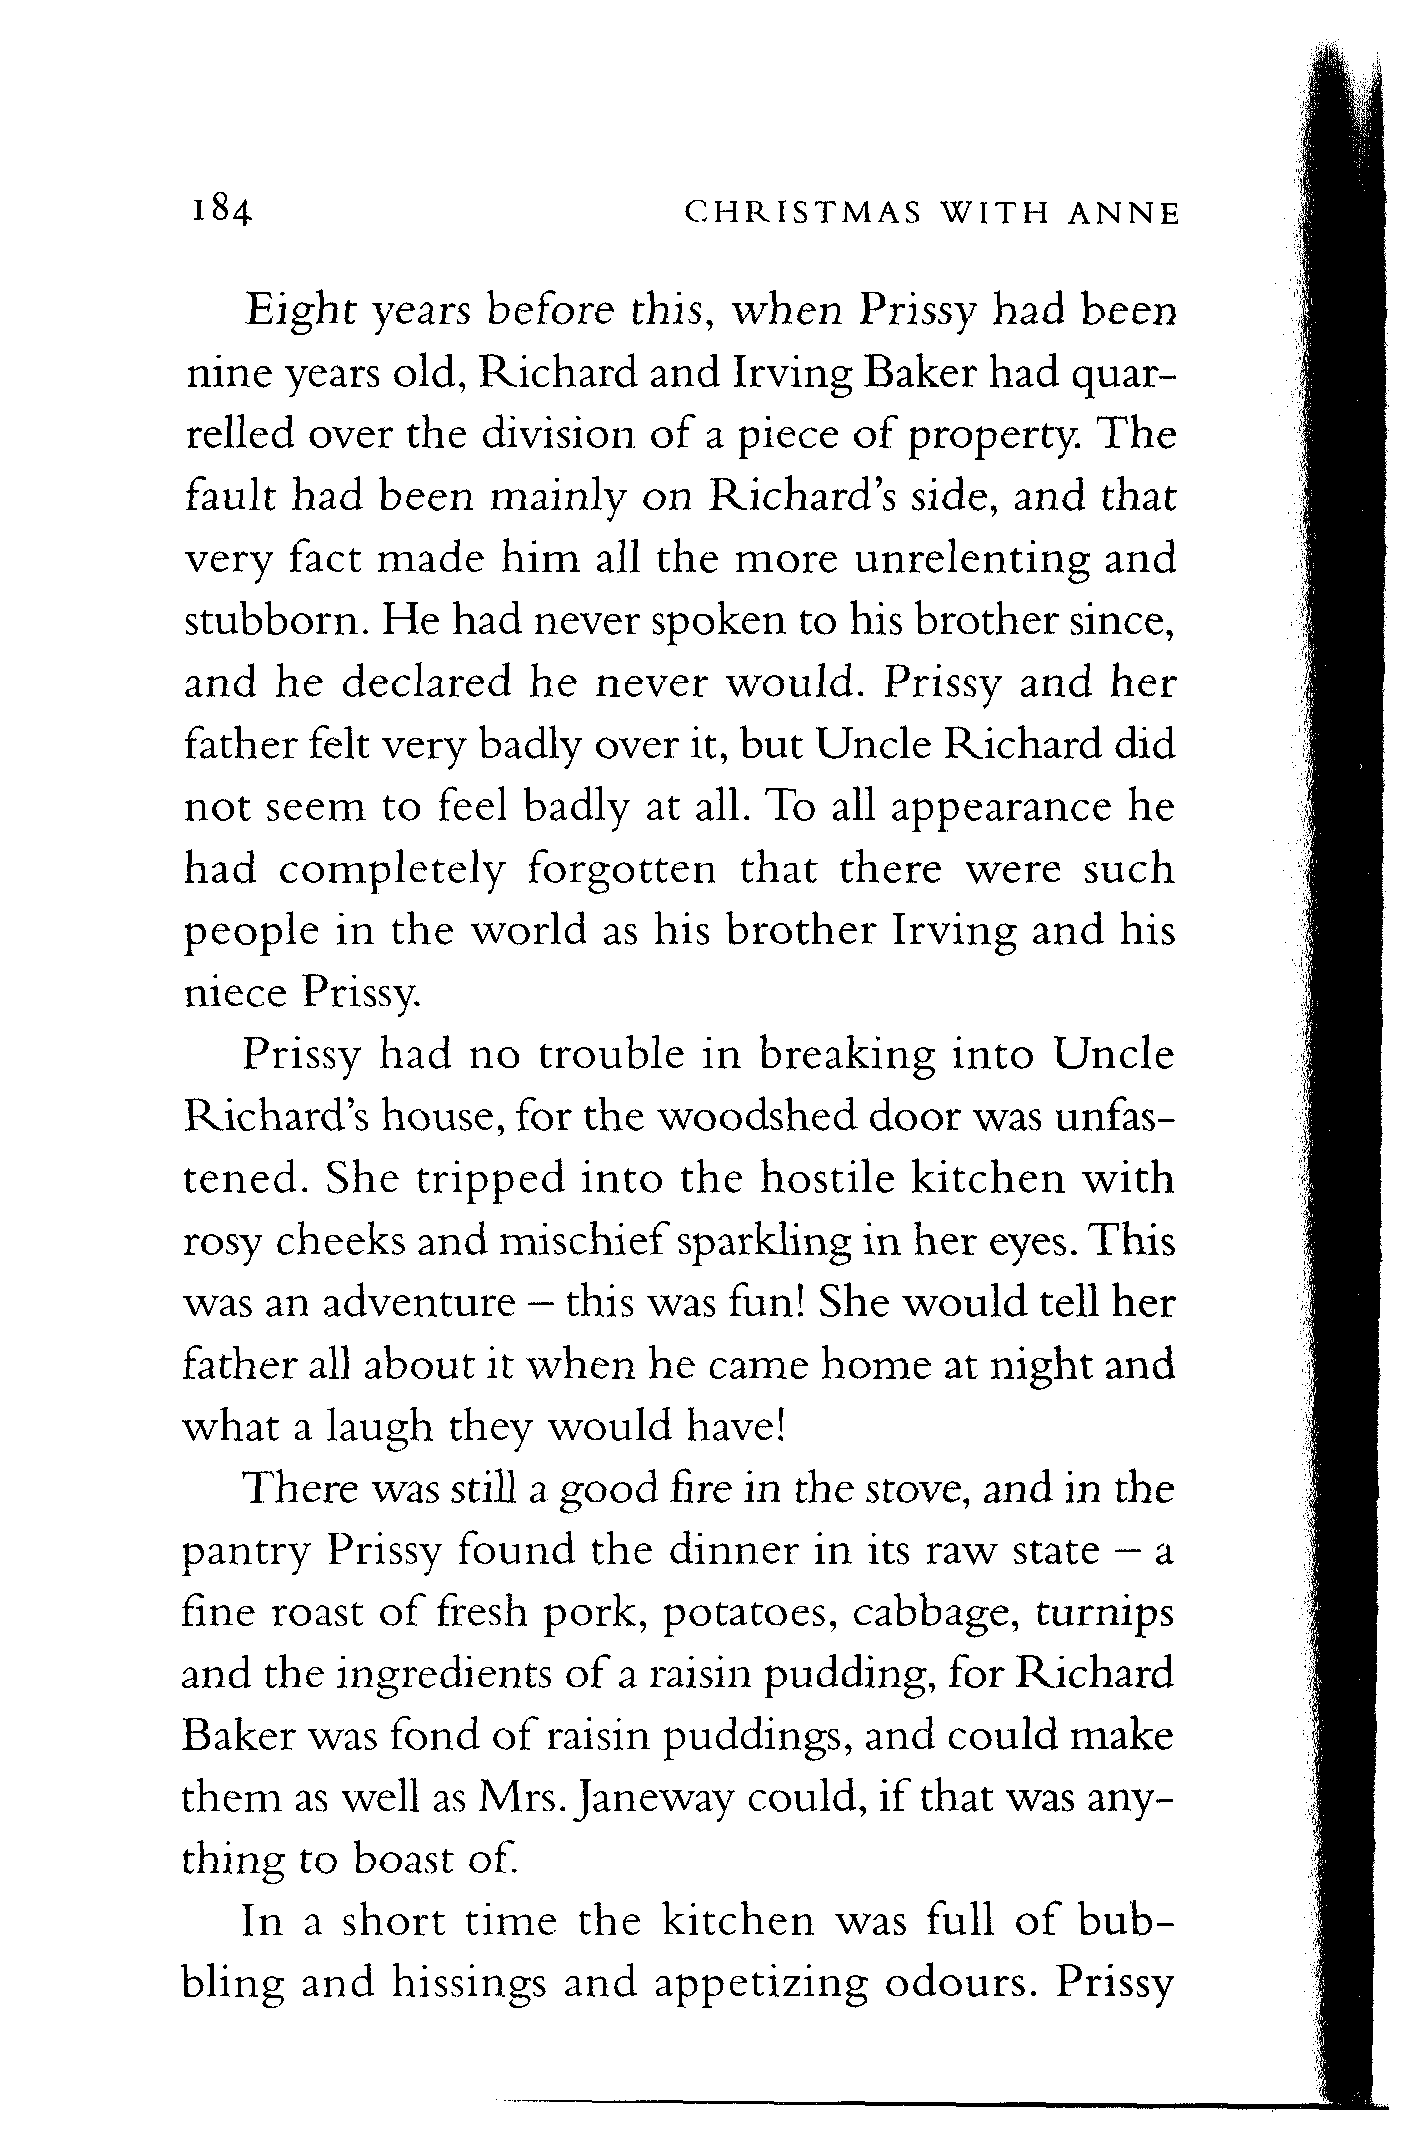 184 CHRISTMAS WITH ANNE
Eight years before this, when Prissy had been
nine years old, Richard and Irving Baker had quar-
relled over the division of a piece of property. The
fault had been mainly on Richard's side, and that
very fact made him all the more unrelenting and
stubborn. He had never spoken to his brother since,
and he declared he never would. Prissy and her
father felt very badly over it, but Uncle Richard did
not seem to feel badly at all. To all appearance he
had completely forgotten that there were such
people in the world as his brother Irving and his
niece Prissy.
Prissy had no trouble in breaking into Uncle
Richard's house, for the woodshed door was unfas-
tened. She tripped into the hostile kitchen with
rosy cheeks and mischief sparkling in her eyes. This
was an adventure – this was fun! She would tell her
father all about it when he came home at night and
what a laugh they would have!
There was still a good fire in the stove, and in the
pantry Prissy found the dinner in its raw state – a
fine roast of fresh pork, potatoes, cabbage, turnips
and the ingredients of a raisin pudding, for Richard
Baker was fond of raisin puddings, and could make
them as well as Mrs. Janeway could, if that was any-
thing to boast of.
In a short time the kitchen was full of bub-
bling and hissings and appetizing odours. Prissy